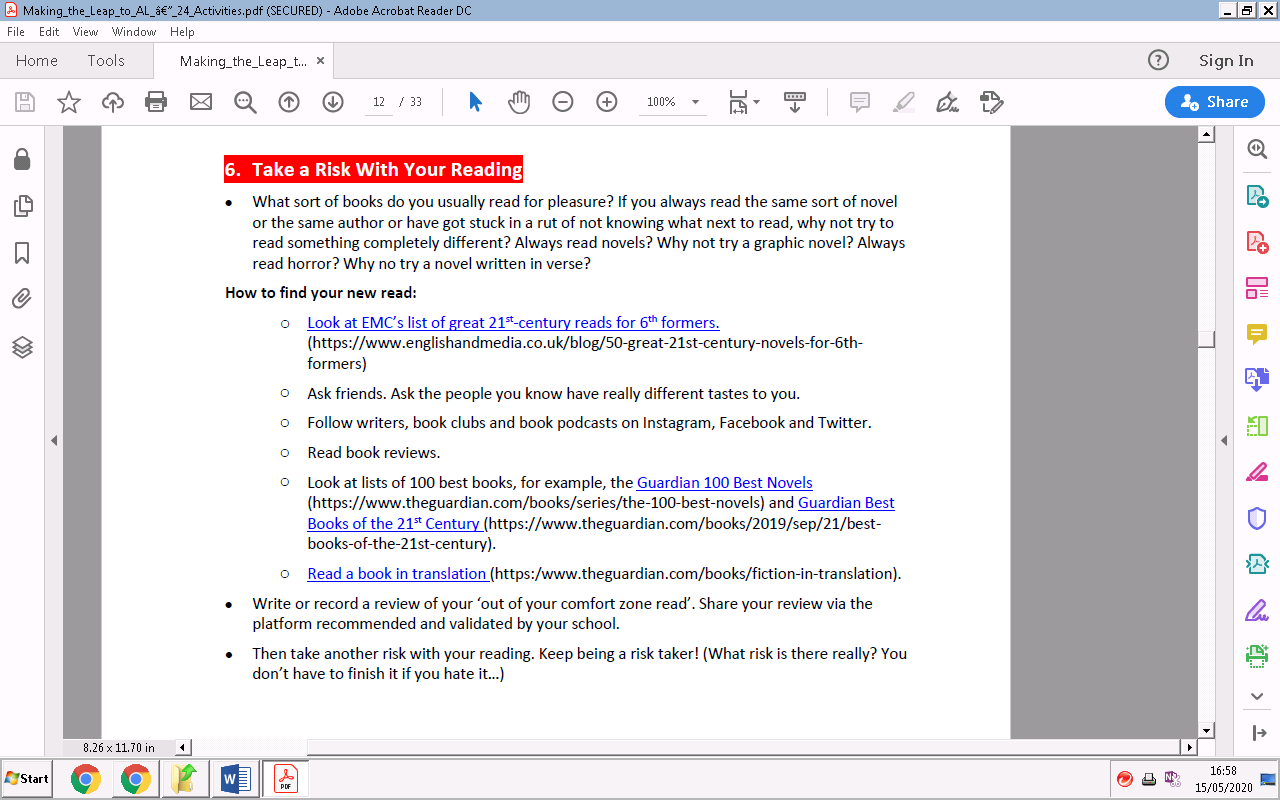 Making_the_Leap_to_AL_â€”_24_Activities.pdf (SECURED) - Adobe Acrobat Reader DC
File Edit View Window Help
Home Tools Making_the_Leap_t... × Sign In
12 / 33 100% Share
6. Take a Risk With Your Reading
• What sort of books do you usually read for pleasure? If you always read the same sort of novel
or the same author or have got stuck in a rut of not knowing what next to read, why not try to
read something completely different? Always read novels? Why not try a graphic novel? Always
read horror? Why no try a novel written in verse?
How to find your new read:
o Look at EMC’s list of great 21st-century reads for 6th formers.
(https://www.englishandmedia.co.uk/blog/50-great-21st-century-novels-for-6th-
formers)
o Ask friends. Ask the people you know have really different tastes to you.
o Follow writers, book clubs and book podcasts on Instagram, Facebook and Twitter.
o Read book reviews.
o Look at lists of 100 best books, for example, the Guardian 100 Best Novels
(https://www.theguardian.com/books/series/the-100-best-novels) and Guardian Best
Books of the 21st Century (https://www.theguardian.com/books/2019/sep/21/best-
books-of-the-21st-century).
o Read a book in translation (https:/www.theguardian.com/books/fiction-in-translation).
• Write or record a review of your ‘out of your comfort zone read’. Share your review via the
platform recommended and validated by your school.
• Then take another risk with your reading. Keep being a risk taker! (What risk is there really? You
don’t have to finish it if you hate it…)
8.26 x 11.70 in
Start 16:58
15/05/2020